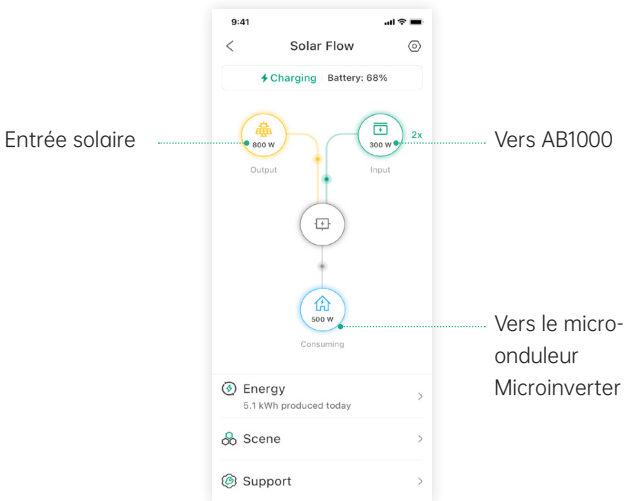 9:41
Solar Flow
Charging Battery: 68%
Entrée solaire
800 W
Output
300 W
2x
Input
Vers AB1000
500 W
Consuming
Vers le micro-
onduleur
Microinverter
Energy
5.1 kWh produced today
Scene
Support